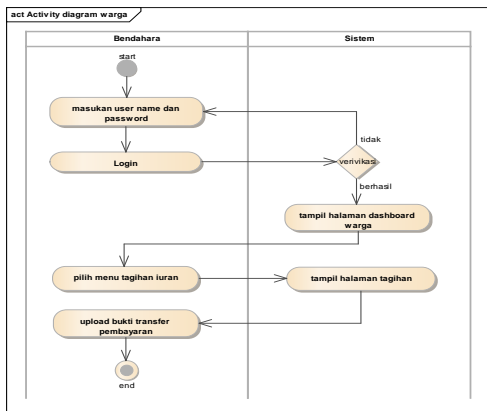 act Activity diagram warga
Bendahara
Sistem
start
masukan user name dan
password
tidak
Login
verivikasi
berhasil
tampil halaman dashboard
warga
pilih menu tagihan iuran
tampil halaman tagihan
upload bukti transfer
pembayaran
end